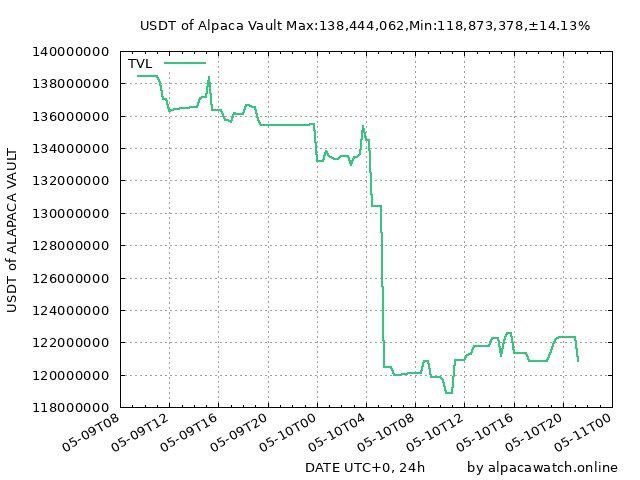 USDT of Alpaca Vault Max:138,444,062,Min:118,873,378,±14.13%
TVL
140000000
138000000
136000000
134000000
132000000
130000000
128000000
126000000
124000000
122000000
120000000
118000000
USDT of ALAPACA VAULT
05-09T08
05-09T12
05-09T16
05-09T20
05-10T00
05-10T04
05-10T08
05-10T12
05-10T16
05-10T20
05-11T00
DATE UTC+0, 24h
by alpacawatch.online